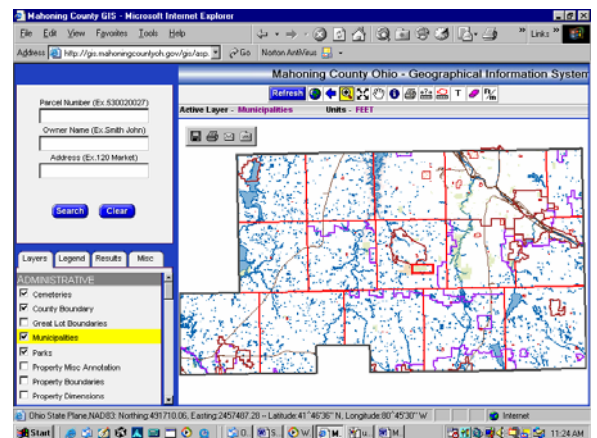 Mahoning County GIS - Microsoft Internet Explorer
File Edit View Favorites Tools Help
Links
Address http://gis.mahoningcountyoh.gov/gis/asp. Go Norton AntiVirus
Mahoning County Ohio - Geographical Information System
Refresh T
Active Layer - Municipalities Units - FEET
Parcel Number (Ex.530020027)
Owner Name (Ex.Smith John)
Address (Ex.120 Market)
Search Clear
Layers Legend Results Misc
ADMINISTRATIVE
Cemeteries
County Boundary
Great Lot Boundaries
Municipalities
Parks
Property Misc Annotation
Property Boundaries
Property Dimensions
Ohio State Plane,NAD83: Northing:491710.06, Easting:2457487.28 -- Latitude:41°46'36" N, Longitude:80°45'30" W Internet
Start 11:24 AM